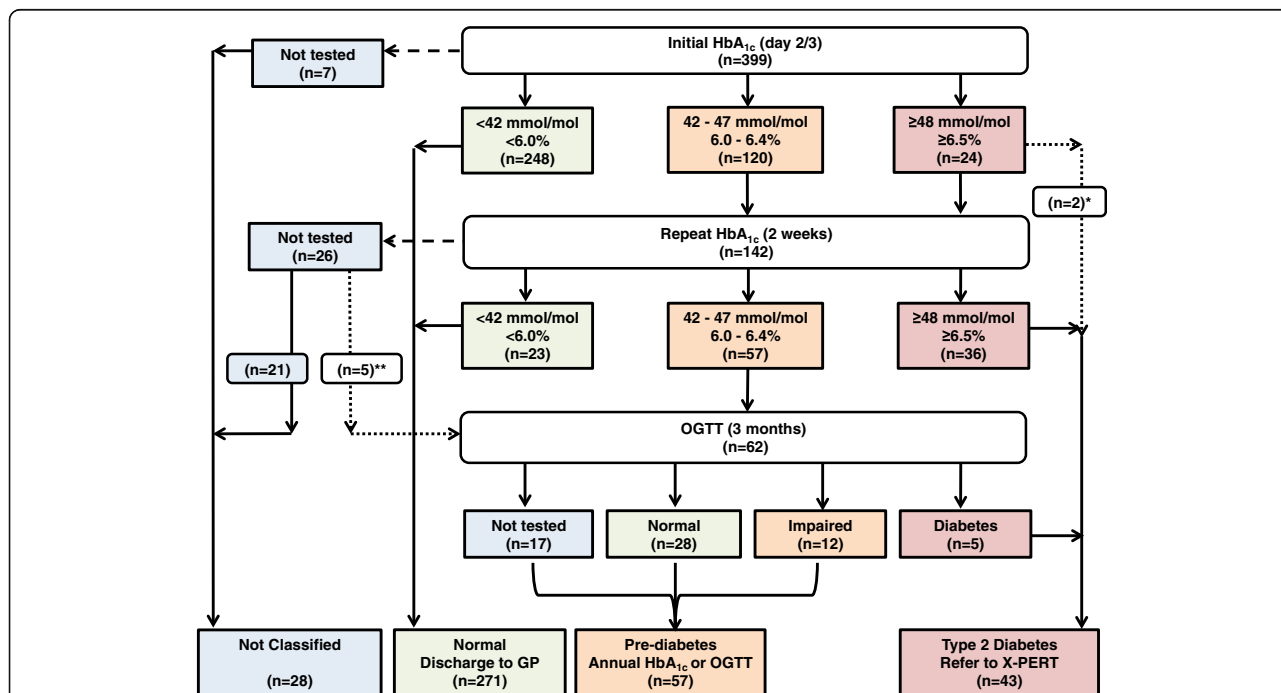 Initial HbA1c (day 2/3)
(n=399)
Not tested
(n=7)
<42 mmol/mol
<6.0%
(n=248)
42 - 47 mmol/mol
6.0 - 6.4%
(n=120)
≥48 mmol/mol
≥6.5%
(n=24)
(n=2)*
Not tested
(n=26)
Repeat HbA1c (2 weeks)
(n=142)
<42 mmol/mol
<6.0%
(n=23)
42 - 47 mmol/mol
6.0 - 6.4%
(n=57)
≥48 mmol/mol
≥6.5%
(n=36)
(n=21)
(n=5)**
OGTT (3 months)
(n=62)
Not tested
(n=17)
Normal
(n=28)
Impaired
(n=12)
Diabetes
(n=5)
Not Classified
(n=28)
Normal
Discharge to GP
(n=271)
Pre-diabetes
Annual HbA1c or OGTT
(n=57)
Type 2 Diabetes
Refer to X-PERT
(n=43)